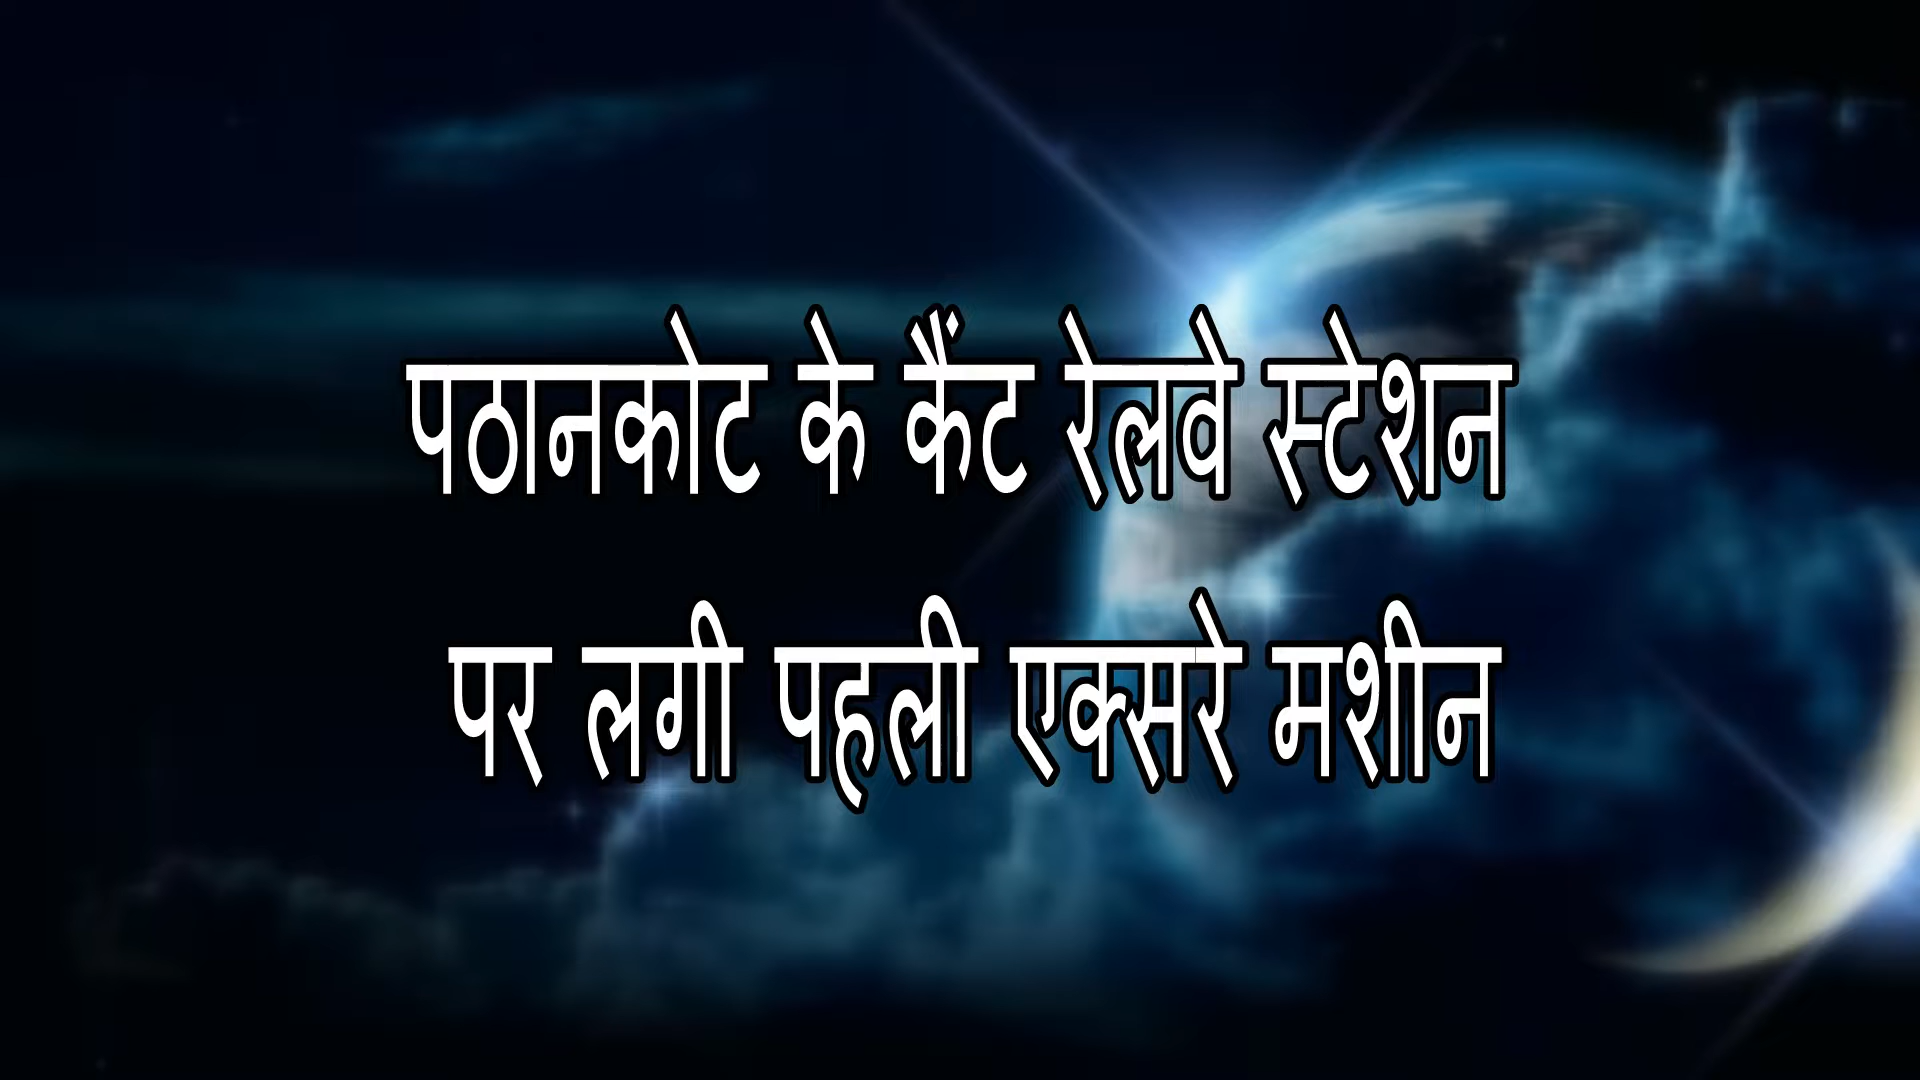 पठानकोट के कैंट रेलवे स्टेशन
पर लगी पहली एक्सरे मशीन